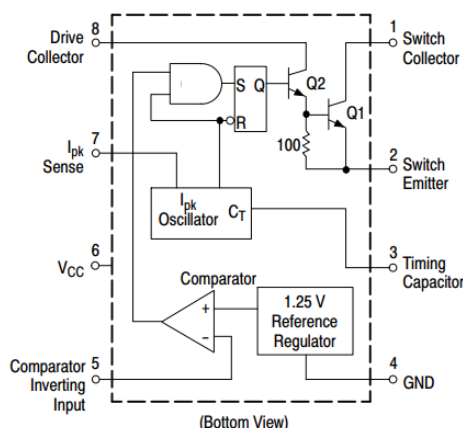 8
Drive
Collector
1
Switch
Collector
S Q
R
Q2
Q1
100
7
Ipk
Sense
2
Switch
Emitter
Ipk
Oscillator
CT
6
VCC
3
Timing
Capacitor
Comparator
+
−
1.25 V
Reference
Regulator
5
Comparator
Inverting
Input
4
GND
(Bottom View)